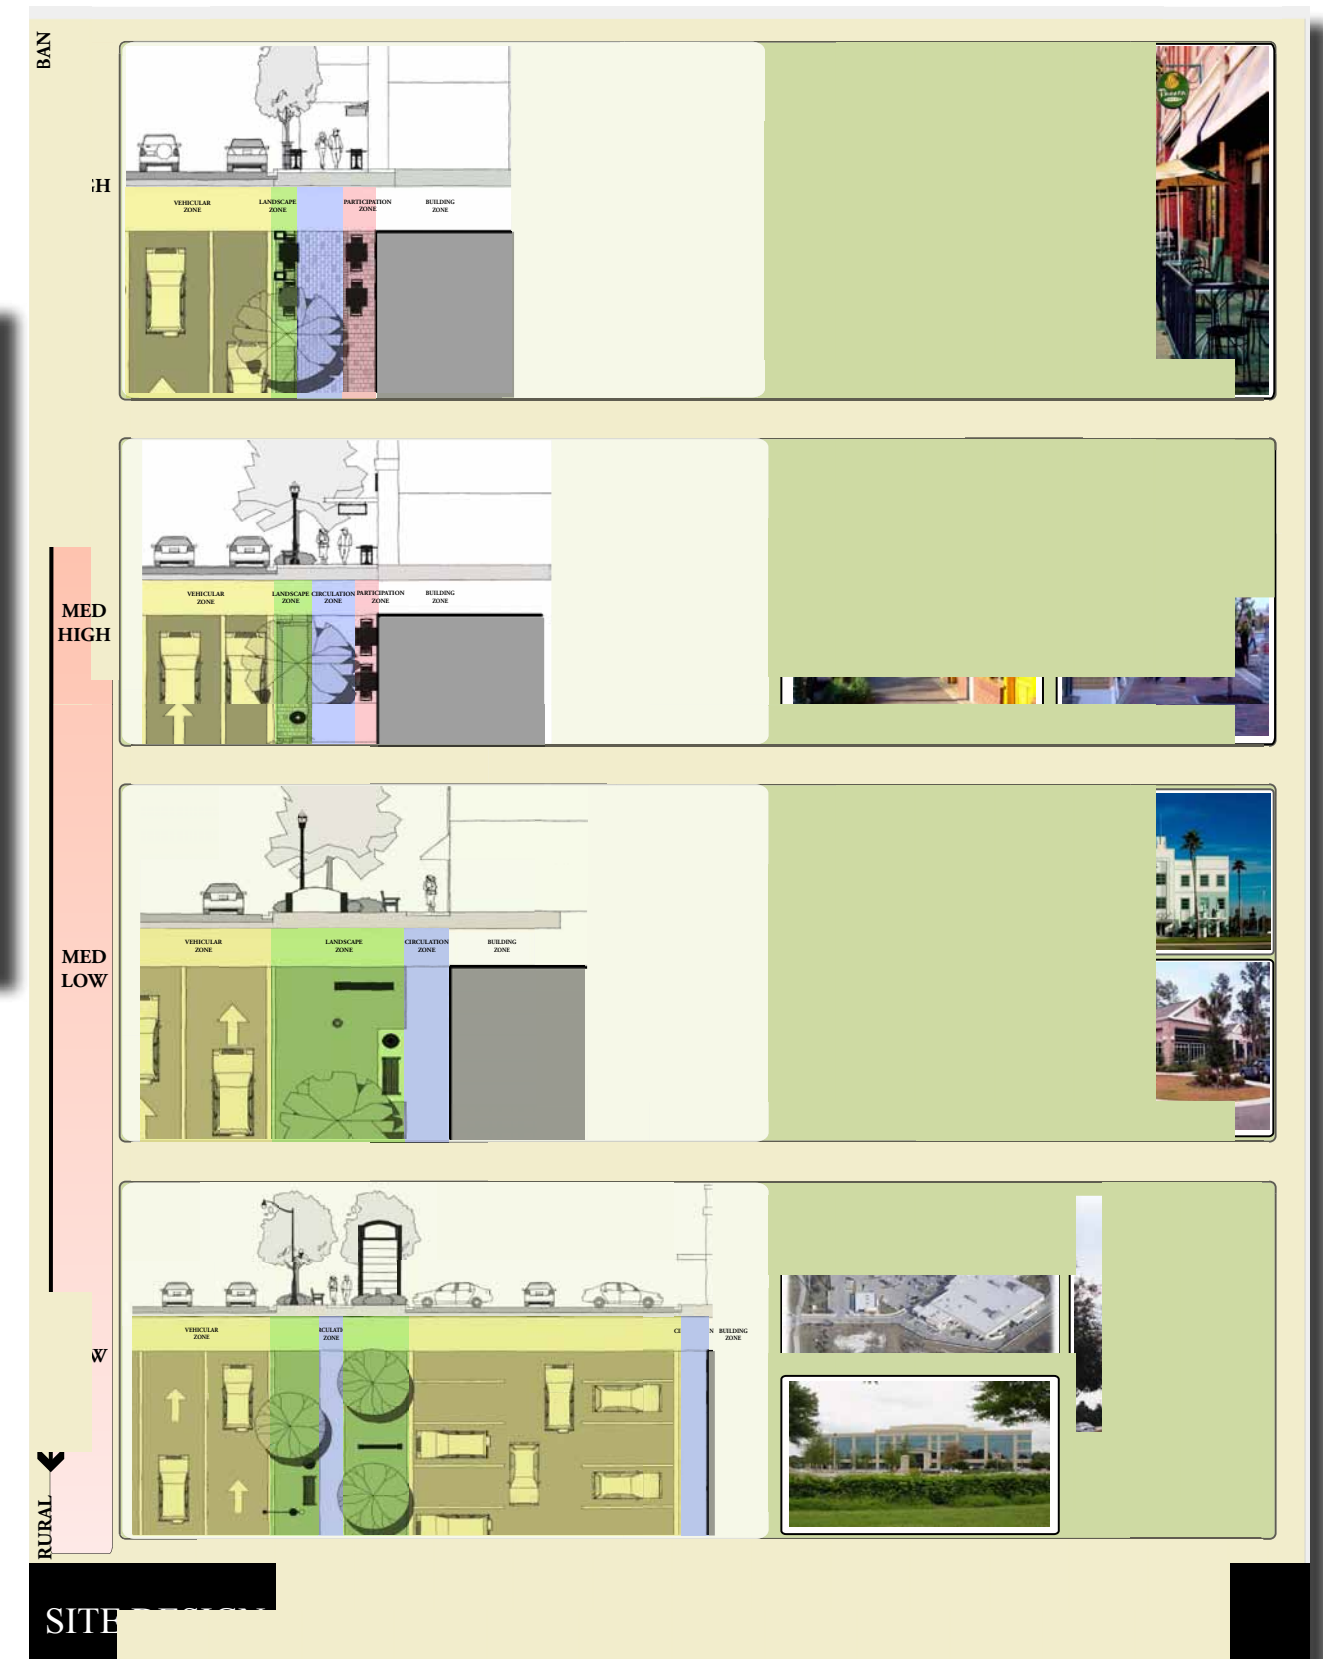 BAN
VEHICULAR
ZONE
LANDSCAPE
ZONE
PARTICIPATION
ZONE
BUILDING
ZONE
MED
HIGH
VEHICULAR
ZONE
LANDSCAPE
ZONE
CIRCULATION
ZONE
PARTICIPATION
ZONE
BUILDING
ZONE
MED
LOW
VEHICULAR
ZONE
LANDSCAPE
ZONE
CIRCULATION
ZONE
BUILDING
ZONE
VEHICULAR
ZONE
ZONE
BUILDING
ZONE
RURAL
SITE